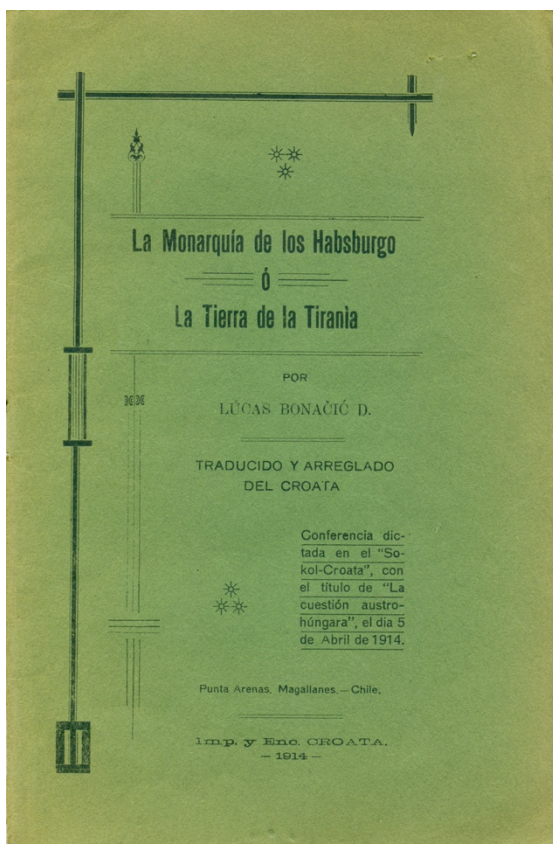 La Monarquía de los Habsburgo
ó
La Tierra de la Tiranìa
POR
LÚCAS BONAČIĆ D.
TRADUCIDO Y ARREGLADO
DEL CROATA
Conferencia dic-
tada en el "So-
kol-Croata", con
el título de "La
cuestión austro-
húngara", el dia 5
de Abril de 1914.
Punta Arenas, Magallanes.—Chile.
Imp. y Enc. CROATA.
— 1914 —